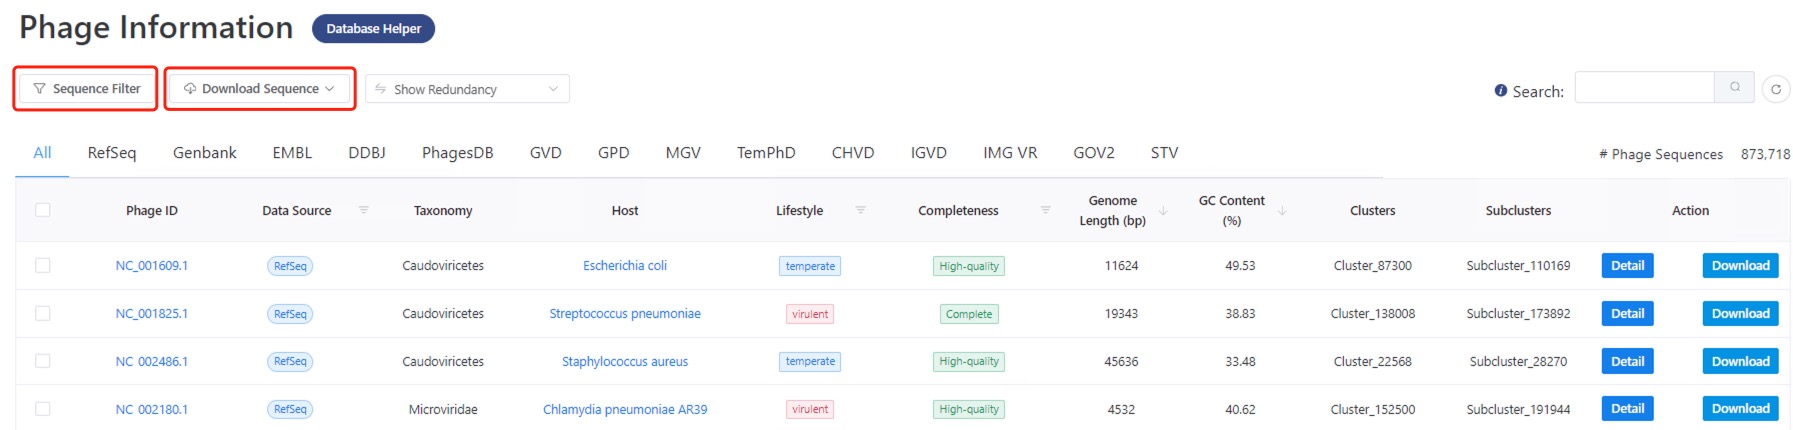 Phage Information Database Helper
Sequence Filter Download Sequence Show Redundancy Search:
All RefSeq Genbank EMBL DDBJ PhagesDB GVD GPD MGV TemPhD CHVD IGVD IMG VR GOV2 STV # Phage Sequences 873,718
Phage ID Data Source Taxonomy Host Lifestyle Completeness Genome Length (bp) GC Content (%) Clusters Subclusters Action
NC_001609.1 RefSeq Caudoviricetes Escherichia coli temperate High-quality 11624 49.53 Cluster_87300 Subcluster_110169 Detail Download
NC_001825.1 RefSeq Caudoviricetes Streptococcus pneumoniae virulent Complete 19343 38.83 Cluster_138008 Subcluster_173892 Detail Download
NC_002486.1 RefSeq Caudoviricetes Staphylococcus aureus temperate High-quality 45636 33.48 Cluster_22568 Subcluster_28270 Detail Download
NC_002180.1 RefSeq Microviridae Chlamydia pneumoniae AR39 virulent High-quality 4532 40.62 Cluster_152500 Subcluster_191944 Detail Download